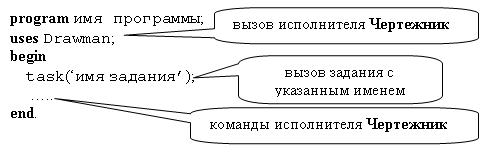 program имя программы;
uses Drawman;
begin
task('имя задания');
.....
end.
вызов исполнителя Чертежник
вызов задания с
указанным именем
команды исполнителя Чертежник